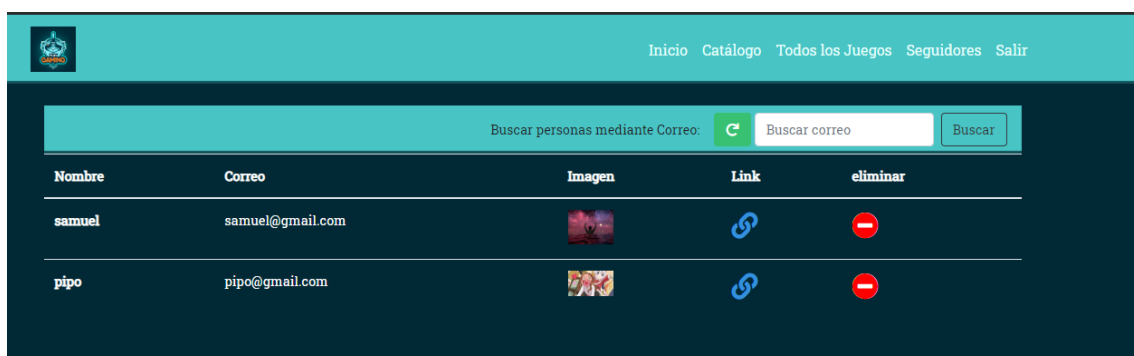 GAMING
Inicio Catálogo Todos los Juegos Seguidores Salir
Buscar personas mediante Correo: Buscar correo Buscar
Nombre Correo Imagen Link eliminar
samuel samuel@gmail.com
pipo pipo@gmail.com